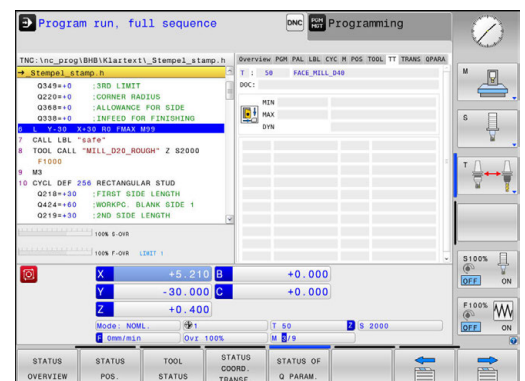 Program run, full sequence
DNC
PGM MGT
Programming
TNC:\nc_prog\BHB\Klartext\_Stempel_stamp.h
→_Stempel_stamp.h
Q349=+0 ;3RD LIMIT
Q220=+0 ;CORNER RADIUS
Q368=+0 ;ALLOWANCE FOR SIDE
Q338=+0 ;INFEED FOR FINISHING
6 L Y-30 X+30 R0 FMAX M99
7 CALL LBL "safe"
8 TOOL CALL "MILL_D20_ROUGH" Z S2000
F1000
9 M3
10 CYCL DEF 256 RECTANGULAR STUD
Q218=+30 ;FIRST SIDE LENGTH
Q424=+60 ;WORKPC. BLANK SIDE 1
Q219=+30 ;2ND SIDE LENGTH
100% S-OVR
100% F-OVR LIMIT 1
Overview PGM PAL LBL CYC M POS TOOL TT TRANS QPARA
T : 50 FACE_MILL_D40
DOC:
MIN
MAX
DYN
X +5.210 B +0.000
Y -30.000 C +0.000
Z +0.400
Mode: NOML. 1 T 50 Z S 2000
F 0mm/min Ovr 100% M 5/9
M
S
T
S100%
OFF ON
F100%
OFF ON
STATUS OVERVIEW
STATUS POS.
TOOL STATUS
STATUS COORD. TRANSF.
STATUS OF Q PARAM.